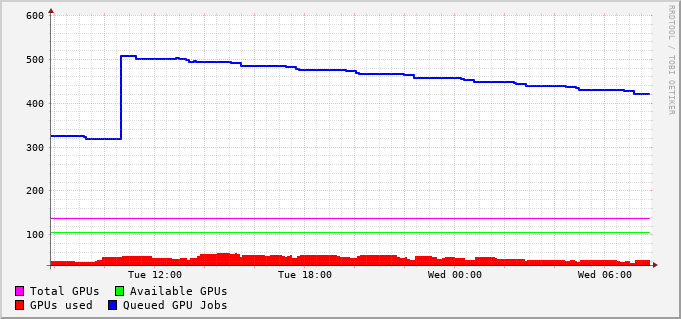 600
500
400
300
200
100
Tue 12:00 Tue 18:00 Wed 00:00 Wed 06:00
Total GPUs Available GPUs
GPUs used Queued GPU Jobs
RRDTOOL / TOBI OETIKER